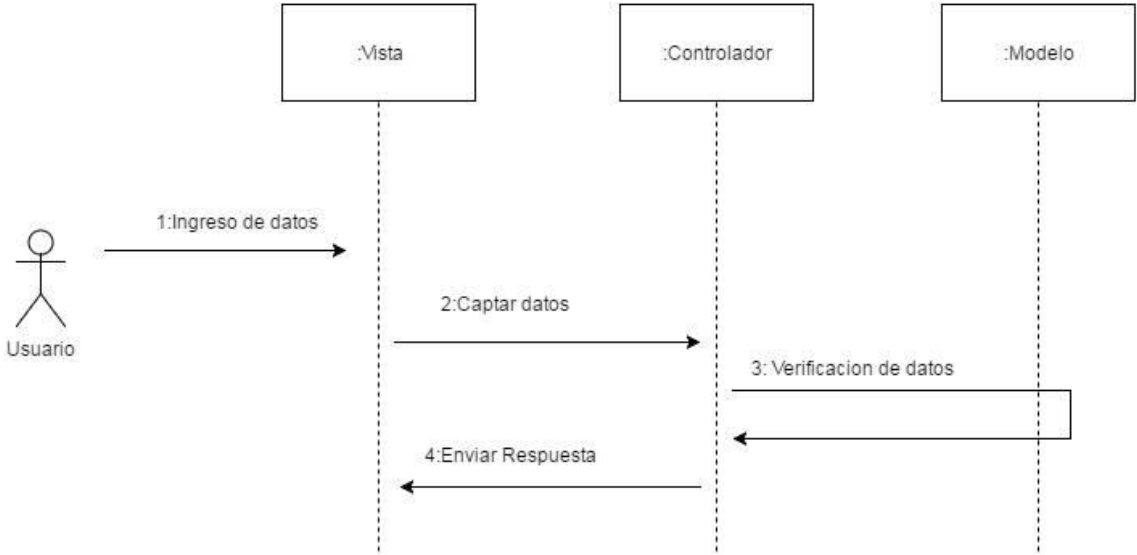 :Vista
:Controlador
:Modelo
1:Ingreso de datos
2:Captar datos
Usuario
3: Verificacion de datos
4:Enviar Respuesta